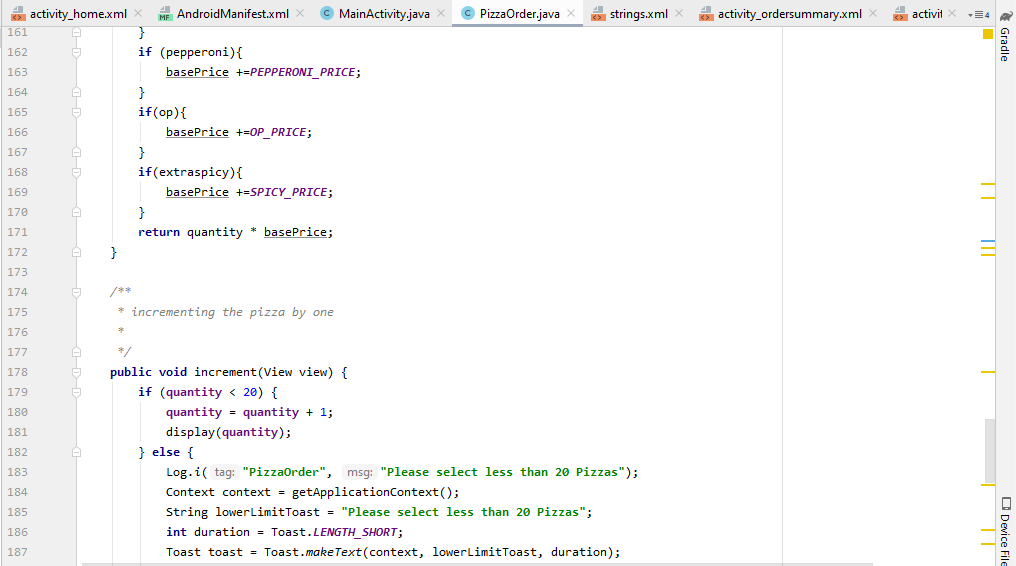 activity_home.xml AndroidManifest.xml MainActivity.java PizzaOrder.java strings.xml activity_ordersummary.xml activit 4
Gradle
161 }
162 if (pepperoni){
163 basePrice +=PEPPERONI_PRICE;
164 }
165 if(op){
166 basePrice +=OP_PRICE;
167 }
168 if(extraspicy){
169 basePrice +=SPICY_PRICE;
170 }
171 return quantity * basePrice;
172 }
173
174 /**
175 * incrementing the pizza by one
176 *
177 */
178 public void increment(View view) {
179 if (quantity < 20) {
180 quantity = quantity + 1;
181 display(quantity);
182 } else {
183 Log.i( tag: "PizzaOrder", msg: "Please select less than 20 Pizzas");
184 Context context = getApplicationContext();
185 String lowerLimitToast = "Please select less than 20 Pizzas";
186 int duration = Toast.LENGTH_SHORT;
187 Toast toast = Toast.makeText(context, lowerLimitToast, duration);
Device File